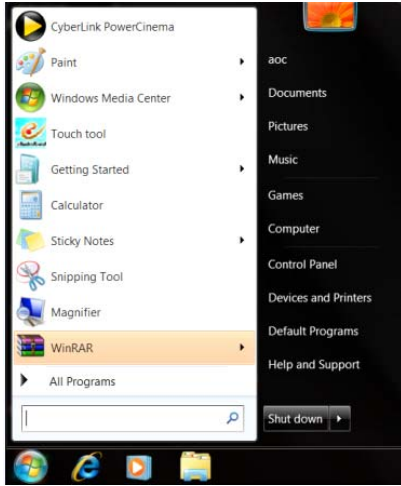 CyberLink PowerCinema
Paint
Windows Media Center
Touch tool
Getting Started
Calculator
Sticky Notes
Snipping Tool
Magnifier
WinRAR
All Programs
aoc
Documents
Pictures
Music
Games
Computer
Control Panel
Devices and Printers
Default Programs
Help and Support
Shut down